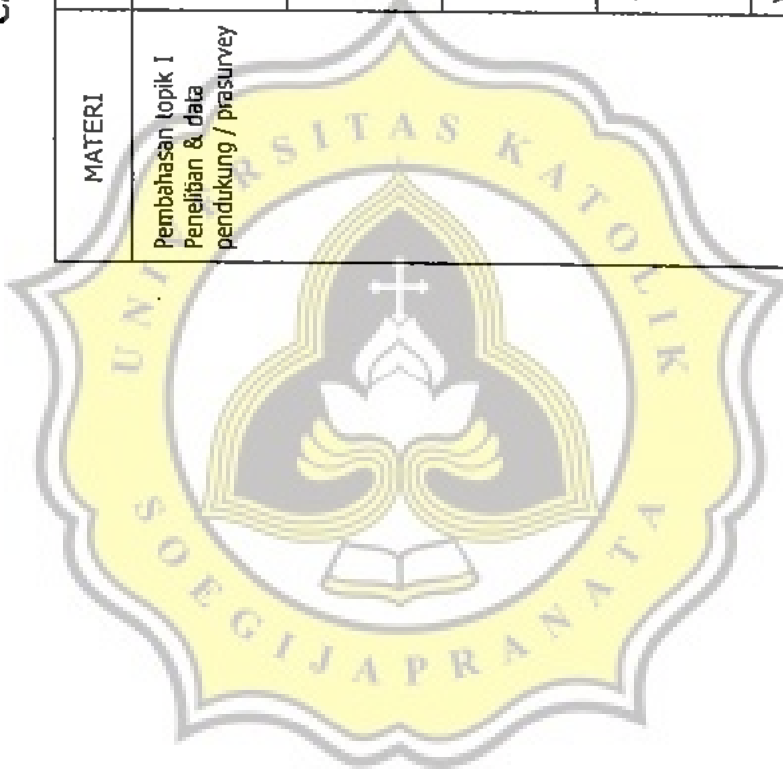 MATERI
Pembahasan topik I
Penelitian & data
pendukung / prasurvey
UNIVERSITAS KATOLIK
SOEGIJAPRANATA